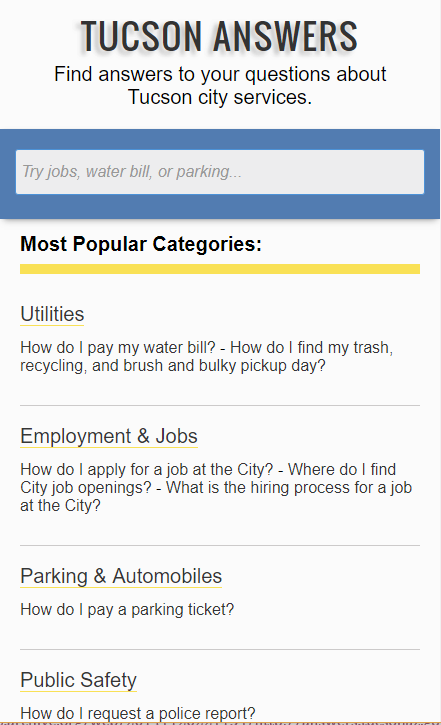 TUCSON ANSWERS
Find answers to your questions about
Tucson city services.
Try jobs, water bill, or parking...
Most Popular Categories:
Utilities
How do I pay my water bill? - How do I find my trash,
recycling, and brush and bulky pickup day?
Employment & Jobs
How do I apply for a job at the City? - Where do I find
City job openings? - What is the hiring process for a job
at the City?
Parking & Automobiles
How do I pay a parking ticket?
Public Safety
How do I request a police report?